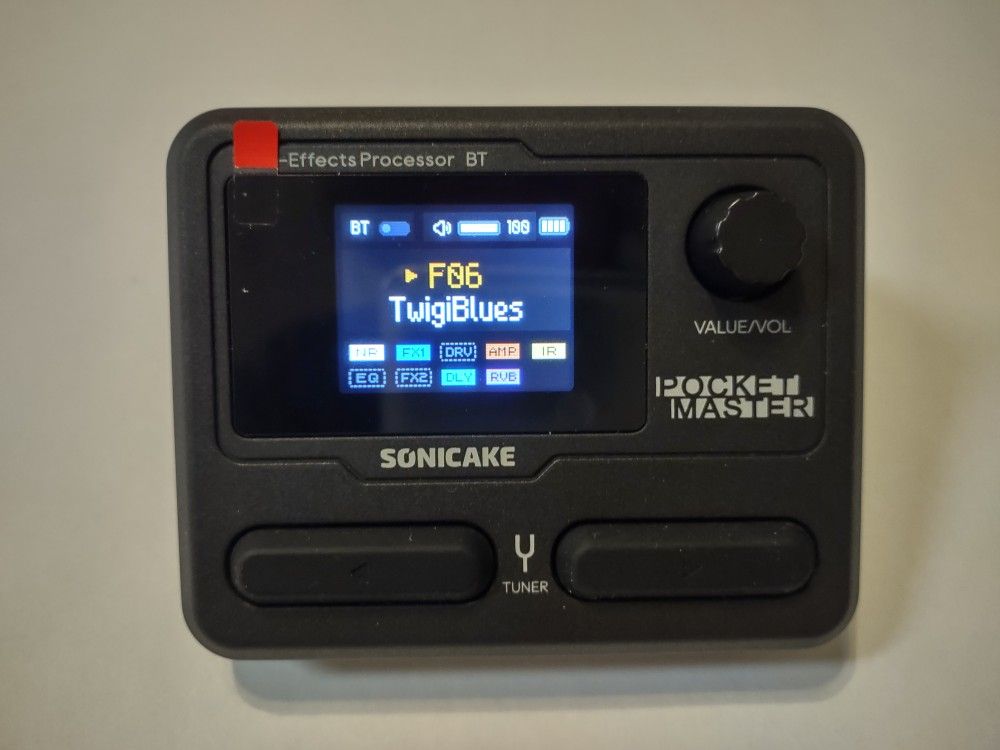 -Effects Processor BT
BT 100
F06
TwigiBlues
NR FX1 DRV AMP IR
EQ FX2 DLY RVB
VALUE/VOL
POCKET
MASTER
SONICAKE
TUNER